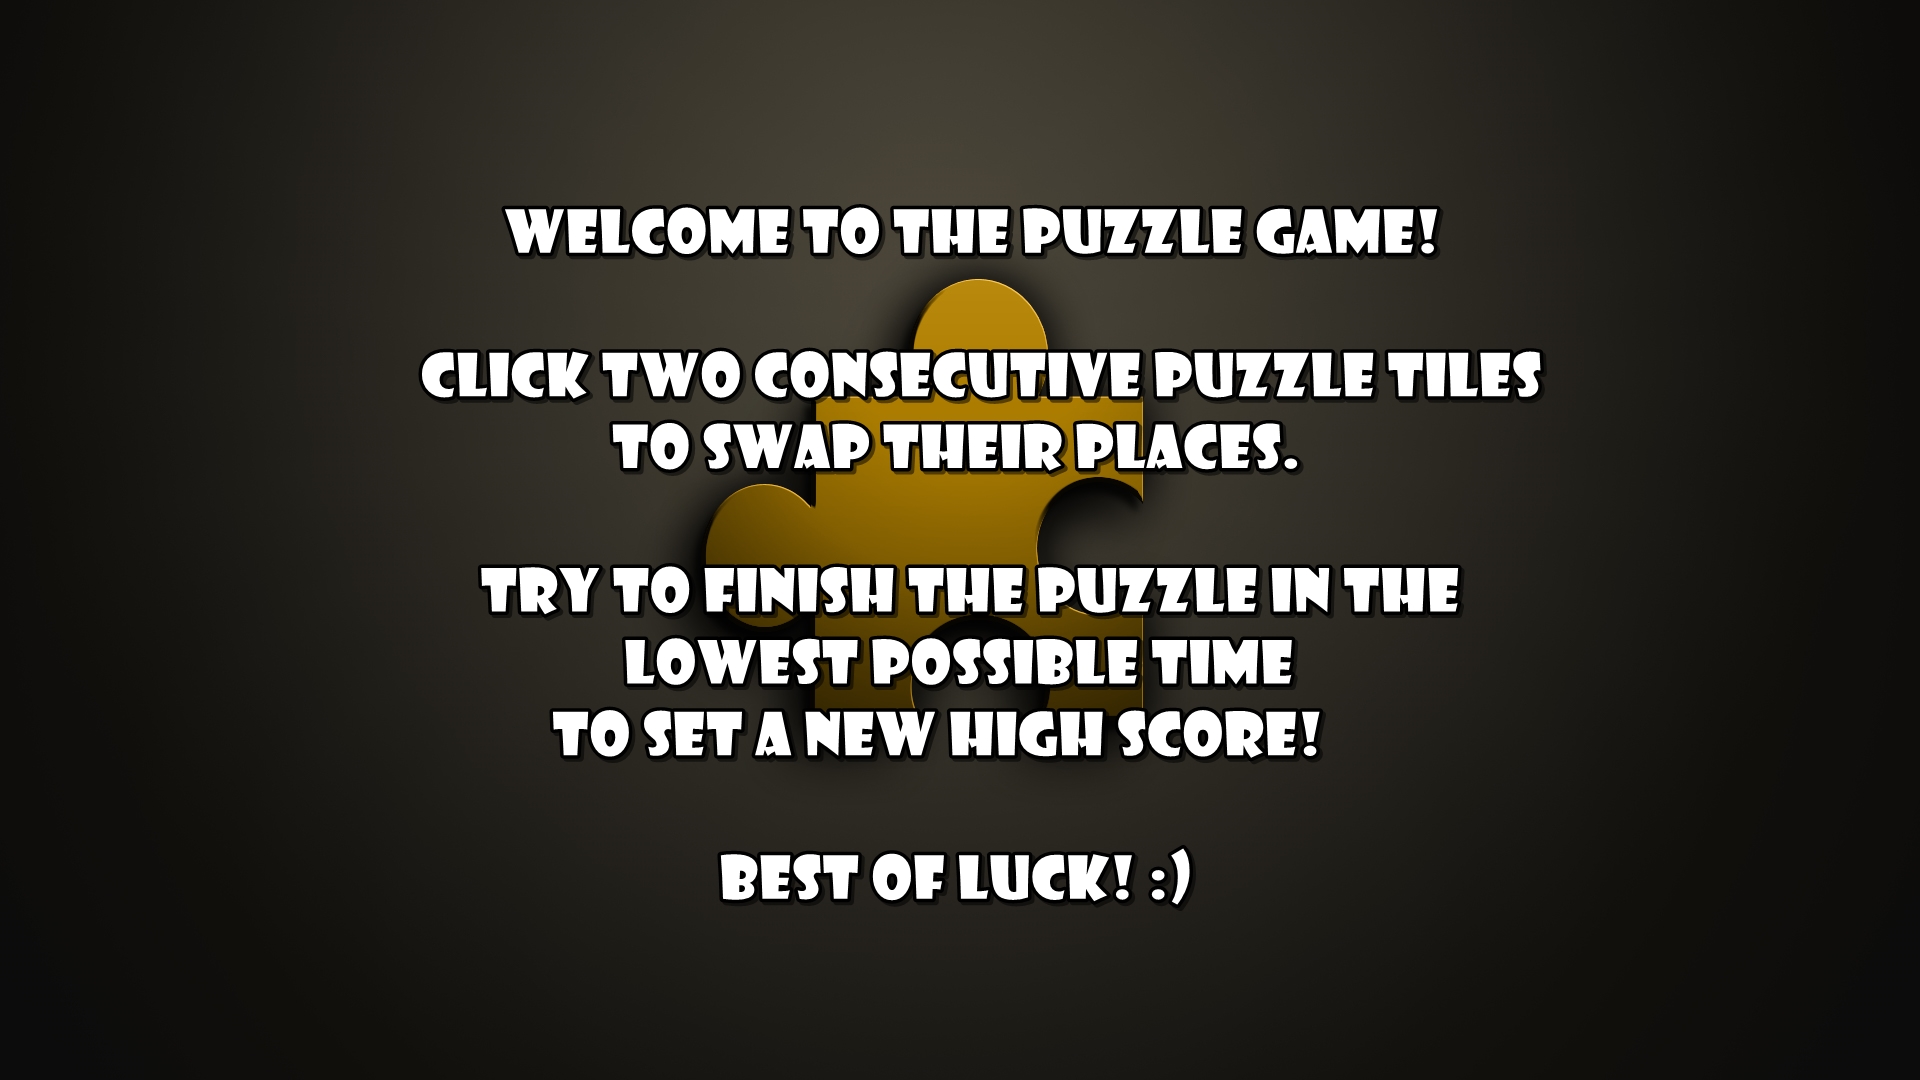 WELCOME TO THE PUZZLE GAME!
CLICK TWO CONSECUTIVE PUZZLE TILES
TO SWAP THEIR PLACES.
TRY TO FINISH THE PUZZLE IN THE
LOWEST POSSIBLE TIME
TO SET A NEW HIGH SCORE!
BEST OF LUCK! :)